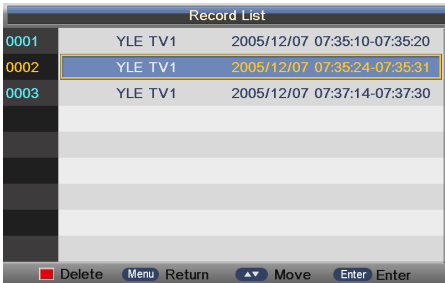 Record List
0001 YLE TV1 2005/12/07 07:35:10-07:35:20
0002 YLE TV1 2005/12/07 07:35:24-07:35:31
0003 YLE TV1 2005/12/07 07:37:14-07:37:30
Delete Menu Return ▲▼ Move Enter Enter